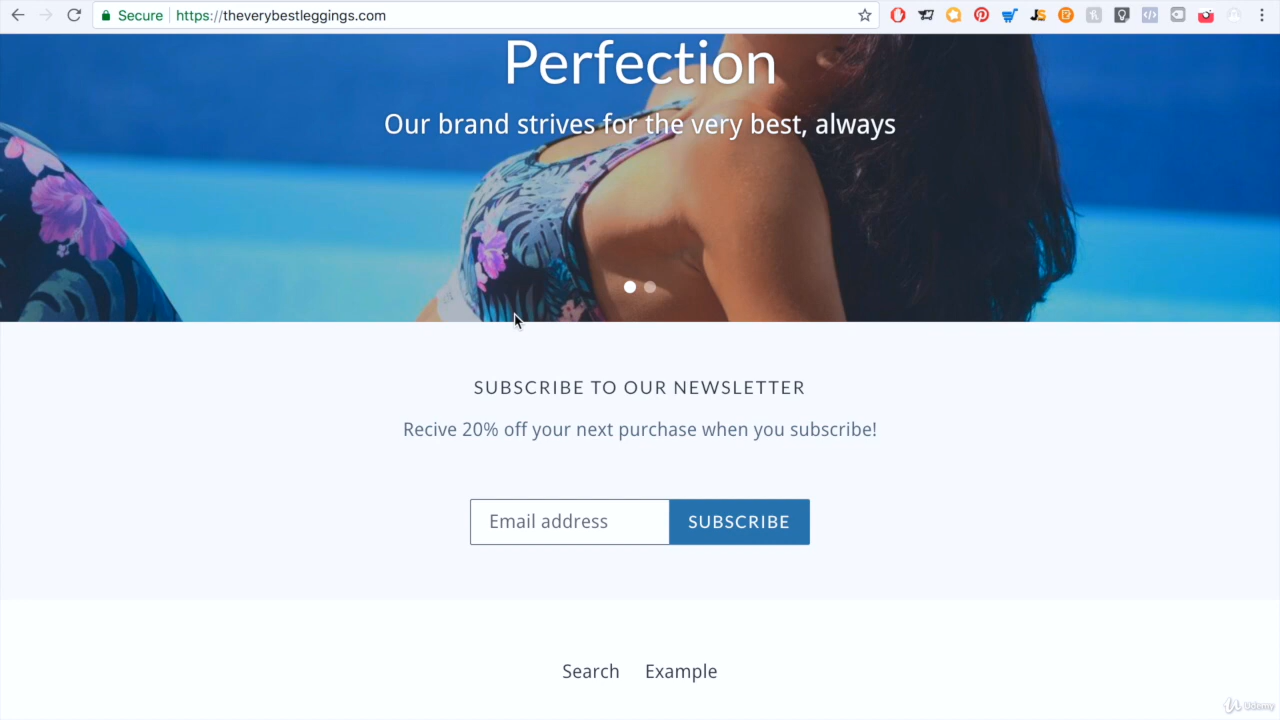 Secure
https://theverybestleggings.com
Perfection
Our brand strives for the very best, always
SUBSCRIBE TO OUR NEWSLETTER
Recive 20% off your next purchase when you subscribe!
Email address
SUBSCRIBE
Search Example
Udemy